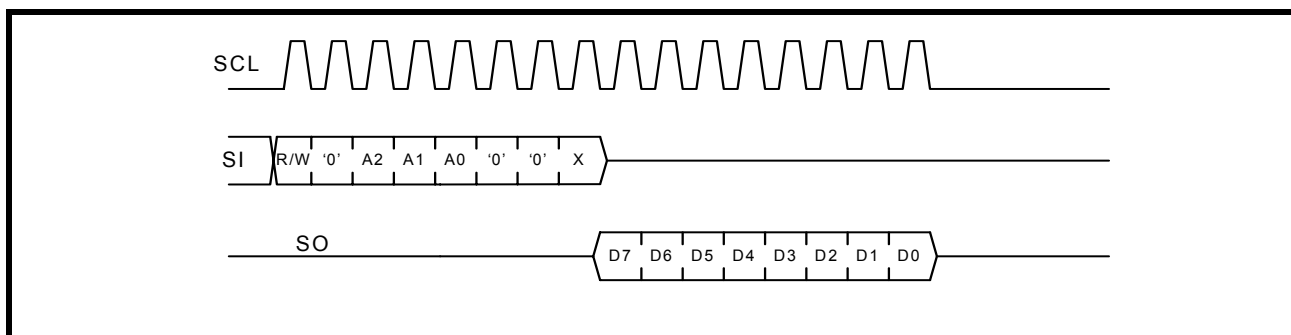 SCL
SI R/W ‘0’ A2 A1 A0 ‘0’ ‘0’ X
SO D7 D6 D5 D4 D3 D2 D1 D0